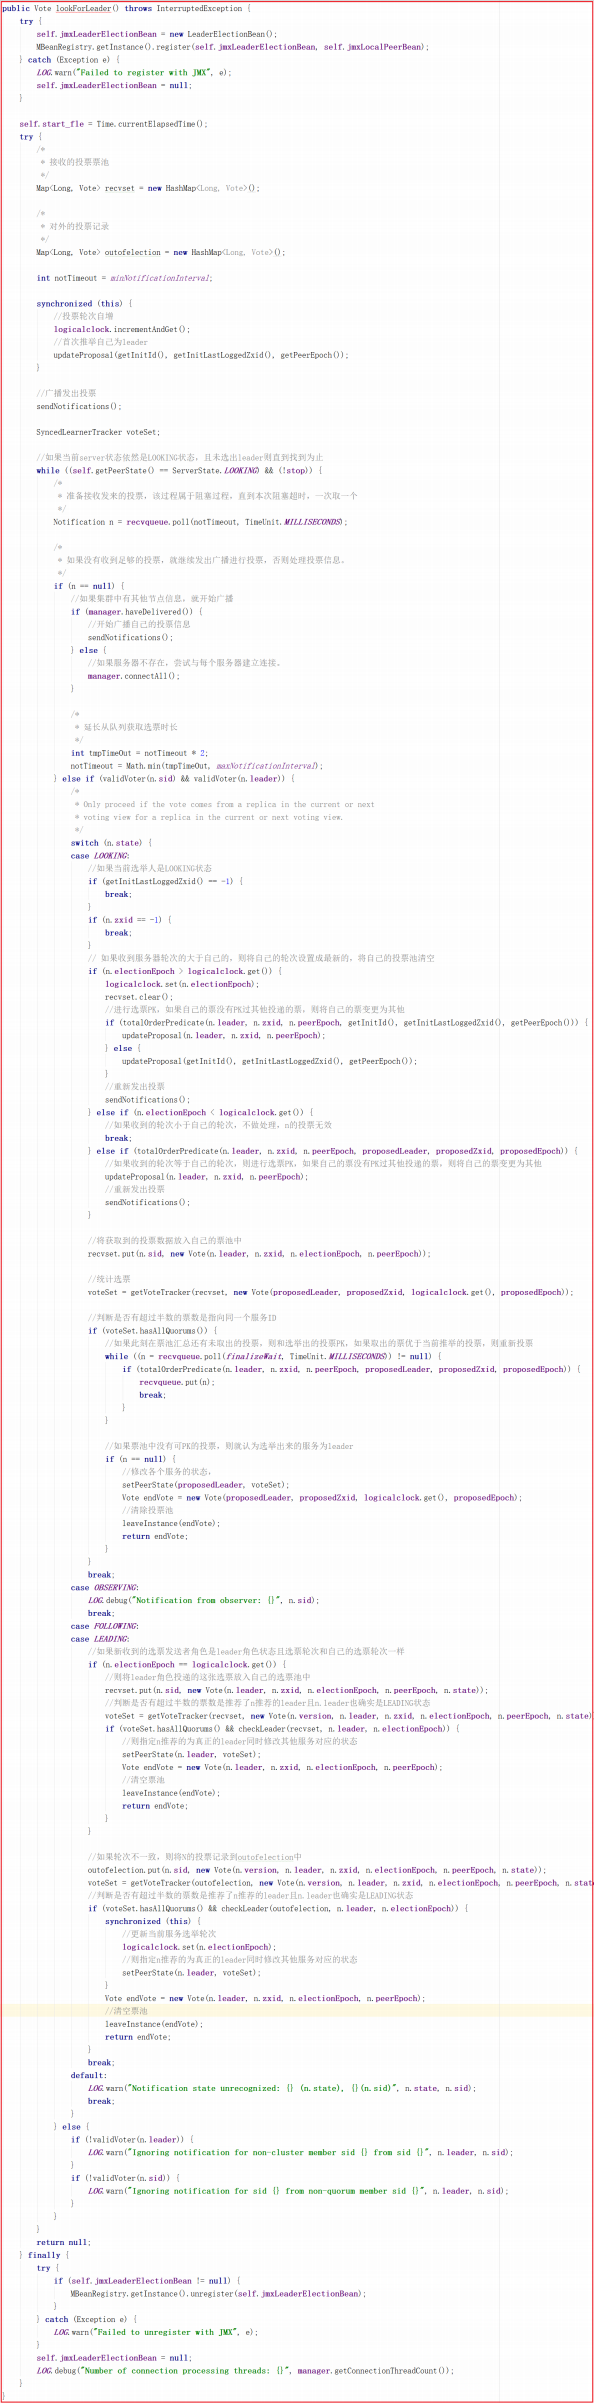 public Vote lookForLeader() throws InterruptedException {
try {
self.jmxLeaderElectionBean = new LeaderElectionBean();
MBeanRegistry.getInstance().register(self.jmxLeaderElectionBean, self.jmxLocalPeerBean);
} catch (Exception e) {
LOG.warn("Failed to register with JMX", e);
self.jmxLeaderElectionBean = null;
}
self.start_fle = Time.currentElapsedTime();
try {
/*
* 接收的投票票池
*/
Map<Long, Vote> recvset = new HashMap<Long, Vote>();
/*
* 对外的投票记录
*/
Map<Long, Vote> outofelection = new HashMap<Long, Vote>();
int notTimeout = minNotificationInterval;
synchronized (this) {
//投票轮次自增
logicalclock.incrementAndGet();
//首次推举自己为leader
updateProposal(getInitId(), getInitLastLoggedZxid(), getPeerEpoch());
}
//广播发出投票
sendNotifications();
SyncedLearnerTracker voteSet;
//如果当前server状态依然是LOOKING状态，且未选出leader则直到找到为止
while ((self.getPeerState() == ServerState.LOOKING) && (!stop)) {
/*
* 准备接收发来的投票，该过程属于阻塞过程，直到本次阻塞超时，一次取一个
*/
Notification n = recvqueue.poll(notTimeout, TimeUnit.MILLISECONDS);
/*
* 如果没有收到足够的投票，就继续发出广播进行投票，否则处理投票信息。
*/
if (n == null) {
//如果集群中有其他节点信息，就开始广播
if (manager.haveDelivered()) {
//开始广播自己的投票信息
sendNotifications();
} else {
//如果服务器不存在，尝试与每个服务器建立连接。
manager.connectAll();
}
/*
* 延长从队列获取选票时长
*/
int tmpTimeOut = notTimeout * 2;
notTimeout = Math.min(tmpTimeOut, maxNotificationInterval);
} else if (validVoter(n.sid) && validVoter(n.leader)) {
/*
* Only proceed if the vote comes from a replica in the current or next
* voting view for a replica in the current or next voting view.
*/
switch (n.state) {
case LOOKING:
//如果当前选举人是LOOKING状态
if (getInitLastLoggedZxid() == -1) {
break;
}
if (n.zxid == -1) {
break;
}
// 如果收到服务器轮次的大于自己的，则将自己的轮次设置成最新的，将自己的投票池清空
if (n.electionEpoch > logicalclock.get()) {
logicalclock.set(n.electionEpoch);
recvset.clear();
//进行选票PK，如果自己的票没有PK过其他投递的票，则将自己的票变更为其他
if (totalOrderPredicate(n.leader, n.zxid, n.peerEpoch, getInitId(), getInitLastLoggedZxid(), getPeerEpoch())) {
updateProposal(n.leader, n.zxid, n.peerEpoch);
} else {
updateProposal(getInitId(), getInitLastLoggedZxid(), getPeerEpoch());
}
//重新发出投票
sendNotifications();
} else if (n.electionEpoch < logicalclock.get()) {
//如果收到的轮次小于自己的轮次，不做处理，n的投票无效
break;
} else if (totalOrderPredicate(n.leader, n.zxid, n.peerEpoch, proposedLeader, proposedZxid, proposedEpoch)) {
//如果收到的轮次等于自己的轮次，则进行选票PK，如果自己的票没有PK过其他投递的票，则将自己的票变更为其他
updateProposal(n.leader, n.zxid, n.peerEpoch);
//重新发出投票
sendNotifications();
}
//将获取到的投票数据放入自己的票池中
recvset.put(n.sid, new Vote(n.leader, n.zxid, n.electionEpoch, n.peerEpoch));
//统计选票
voteSet = getVoteTracker(recvset, new Vote(proposedLeader, proposedZxid, logicalclock.get(), proposedEpoch));
//判断是否有超过半数的票数是指向同一个服务ID
if (voteSet.hasAllQuorums()) {
//如果此刻在票池汇总还有未取出的投票，则和选举出的投票PK，如果取出的票优于当前推举的投票，则重新投票
while ((n = recvqueue.poll(finalizeWait, TimeUnit.MILLISECONDS)) != null) {
if (totalOrderPredicate(n.leader, n.zxid, n.peerEpoch, proposedLeader, proposedZxid, proposedEpoch)) {
recvqueue.put(n);
break;
}
}
//如果票池中没有可PK的投票，则就认为选举出来的服务为leader
if (n == null) {
//修改各个服务的状态，
setPeerState(proposedLeader, voteSet);
Vote endVote = new Vote(proposedLeader, proposedZxid, logicalclock.get(), proposedEpoch);
//清除投票池
leaveInstance(endVote);
return endVote;
}
}
break;
case OBSERVING:
LOG.debug("Notification from observer: {}", n.sid);
break;
case FOLLOWING:
case LEADING:
//如果新收到的选票发送者角色是leader角色状态且选票轮次和自己的选票轮次一样
if (n.electionEpoch == logicalclock.get()) {
//则将leader角色投递的这张选票放入自己的选票池中
recvset.put(n.sid, new Vote(n.leader, n.zxid, n.electionEpoch, n.peerEpoch, n.state));
//判断是否有超过半数的票数是推荐了n推荐的leader且n.leader也确实是LEADING状态
voteSet = getVoteTracker(recvset, new Vote(n.version, n.leader, n.zxid, n.electionEpoch, n.peerEpoch, n.state)
if (voteSet.hasAllQuorums() && checkLeader(recvset, n.leader, n.electionEpoch)) {
//则指定n推荐的为真正的leader同时修改其他服务对应的状态
setPeerState(n.leader, voteSet);
Vote endVote = new Vote(n.leader, n.zxid, n.electionEpoch, n.peerEpoch);
//清空票池
leaveInstance(endVote);
return endVote;
}
}
//如果轮次不一致，则将N的投票记录到outofelection中
outofelection.put(n.sid, new Vote(n.version, n.leader, n.zxid, n.electionEpoch, n.peerEpoch, n.state));
voteSet = getVoteTracker(outofelection, new Vote(n.version, n.leader, n.zxid, n.electionEpoch, n.peerEpoch, n.stat
//判断是否有超过半数的票数是推荐了n推荐的leader且n.leader也确实是LEADING状态
if (voteSet.hasAllQuorums() && checkLeader(outofelection, n.leader, n.electionEpoch)) {
synchronized (this) {
//更新当前服务选举轮次
logicalclock.set(n.electionEpoch);
//则指定n推荐的为真正的leader同时修改其他服务对应的状态
setPeerState(n.leader, voteSet);
}
Vote endVote = new Vote(n.leader, n.zxid, n.electionEpoch, n.peerEpoch);
//清空票池
leaveInstance(endVote);
return endVote;
}
break;
default:
LOG.warn("Notification state unrecognized: {} (n.state), {}(n.sid)", n.state, n.sid);
break;
}
} else {
if (!validVoter(n.leader)) {
LOG.warn("Ignoring notification for non-cluster member sid {} from sid {}", n.leader, n.sid);
}
if (!validVoter(n.sid)) {
LOG.warn("Ignoring notification for sid {} from non-quorum member sid {}", n.leader, n.sid);
}
}
}
return null;
} finally {
try {
if (self.jmxLeaderElectionBean != null) {
MBeanRegistry.getInstance().unregister(self.jmxLeaderElectionBean);
}
} catch (Exception e) {
LOG.warn("Failed to unregister with JMX", e);
}
self.jmxLeaderElectionBean = null;
LOG.debug("Number of connection processing threads: {}", manager.getConnectionThreadCount());
}
}